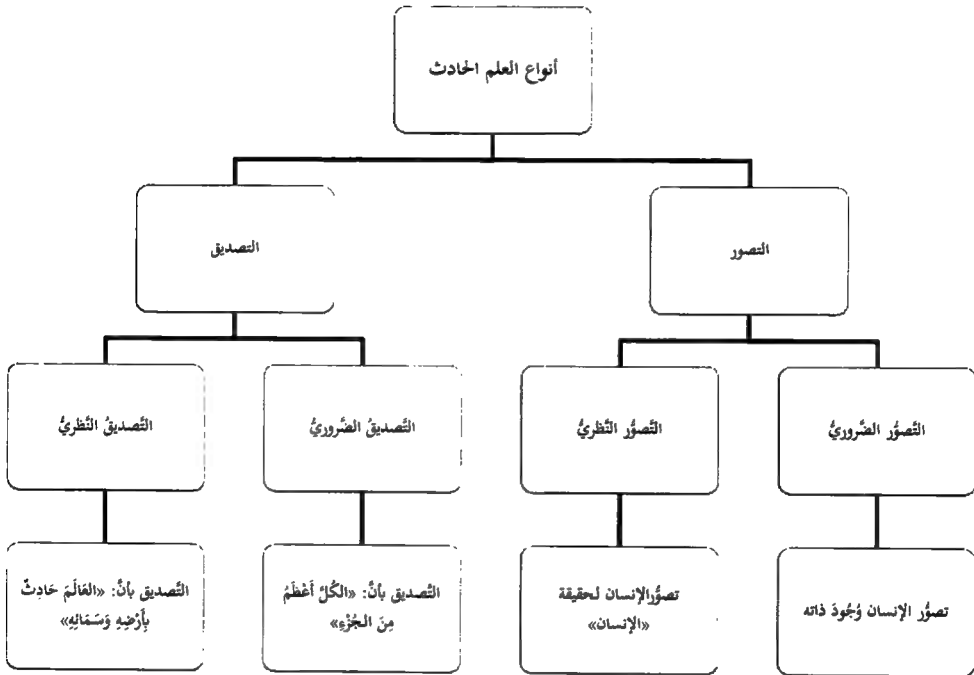 أنواع العلم الحادث
التصور
التصديق
التَّصوُّر الضَّروريُّ
التَّصوُّر النَّظريُّ
التَّصديقُ الضَّروريُّ
التَّصديقُ النَّظريُّ
تصوُّر الإنسان وُجُودَ ذاته
تصوُّر الإنسان لحقيقة
«الإنسان»
التَّصديق بأنَّ: «الكُلَّ أَعْظَمُ
مِنَ الجُزْءِ»
التَّصديق بأنَّ: «العَالَمَ حَادِثٌ
بِأَرْضِهِ وَسَمَائِهِ»